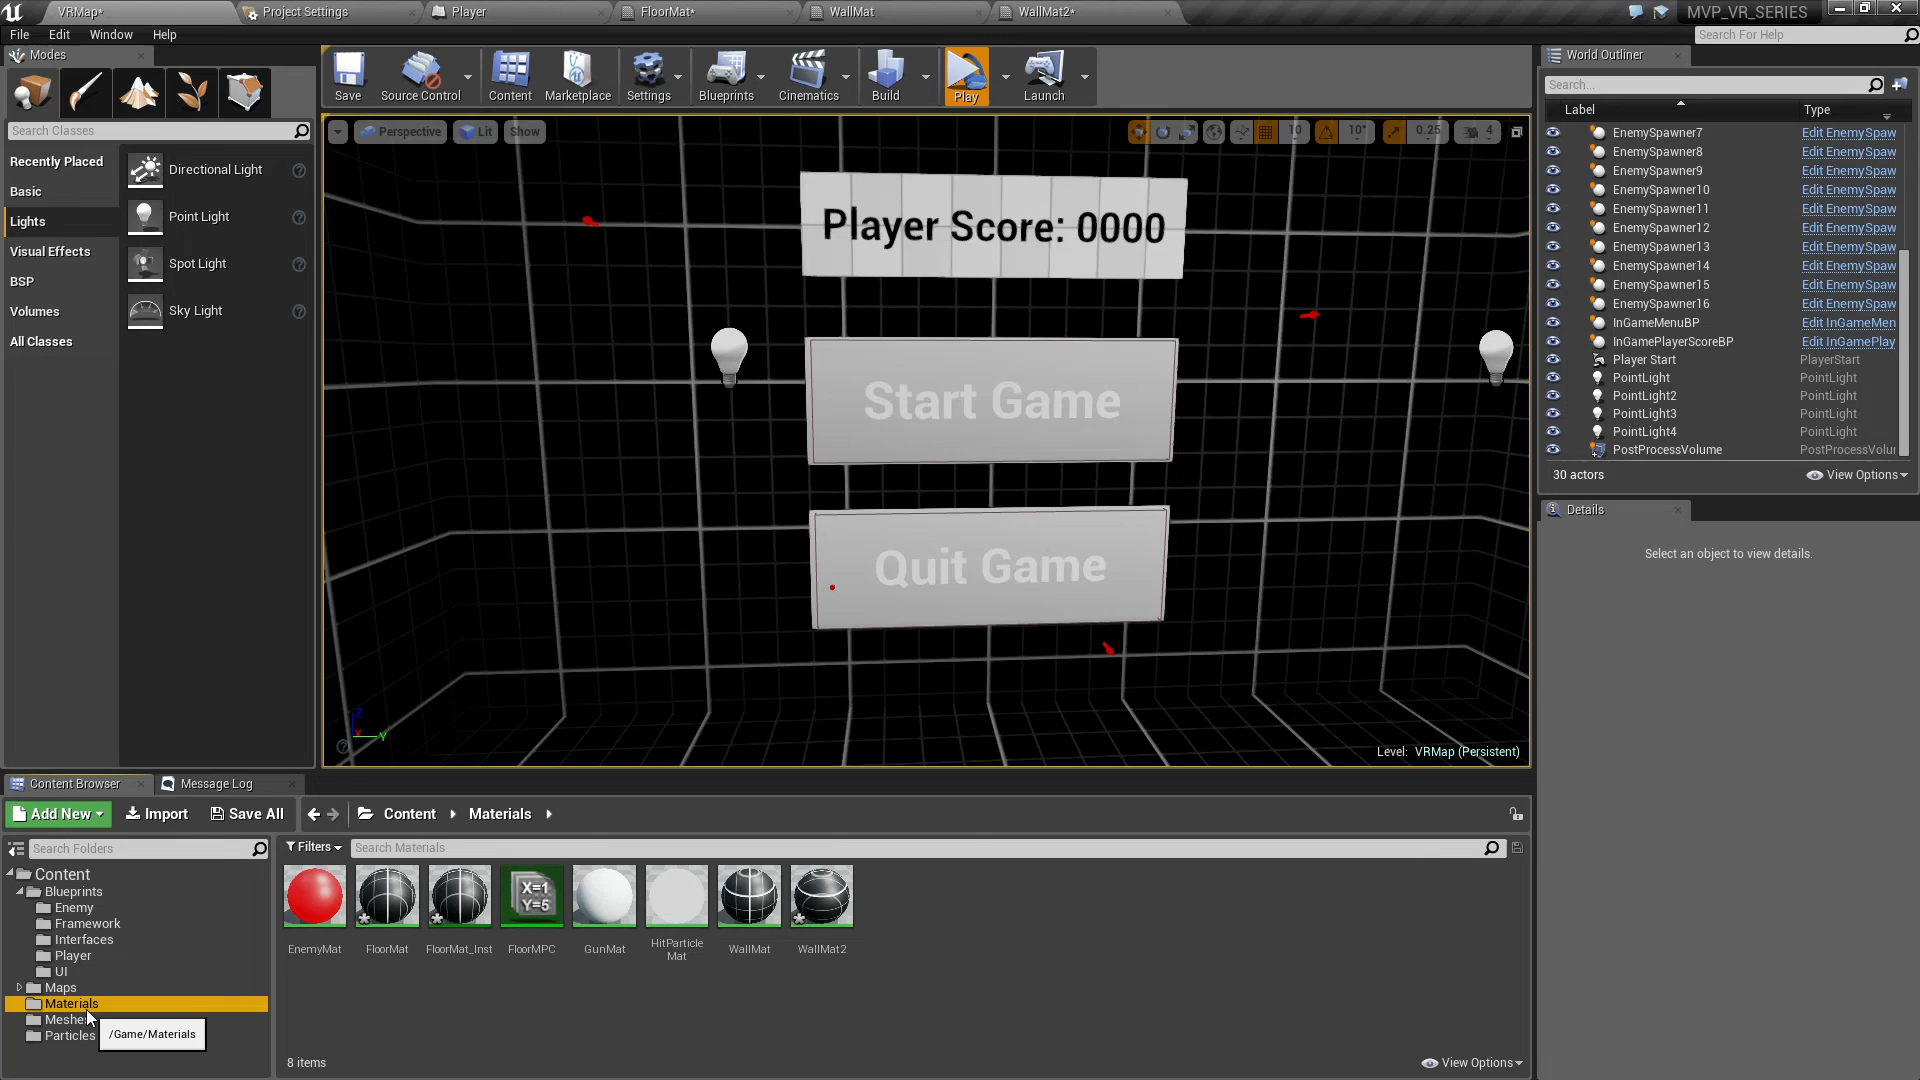 VRMap*
Project Settings
Player
FloorMat*
WallMat
WallMat2*
MVP_VR_SERIES
File Edit Window Help
Search For Help
Modes
Search Classes
Recently Placed
Basic
Lights
Visual Effects
BSP
Volumes
All Classes
Directional Light
Point Light
Spot Light
Sky Light
Save
Source Control
Content
Marketplace
Settings
Blueprints
Cinematics
Build
Play
Launch
Perspective
Lit
Show
10
10°
0.25
4
Player Score: 0000
Start Game
Quit Game
Z
X
Y
Level: VRMap (Persistent)
World Outliner
Search...
Label Type
EnemySpawner7 Edit EnemySpaw
EnemySpawner8 Edit EnemySpaw
EnemySpawner9 Edit EnemySpaw
EnemySpawner10 Edit EnemySpaw
EnemySpawner11 Edit EnemySpaw
EnemySpawner12 Edit EnemySpaw
EnemySpawner13 Edit EnemySpaw
EnemySpawner14 Edit EnemySpaw
EnemySpawner15 Edit EnemySpaw
EnemySpawner16 Edit EnemySpaw
InGameMenuBP Edit InGameMen
InGamePlayerScoreBP Edit InGamePlay
Player Start PlayerStart
PointLight PointLight
PointLight2 PointLight
PointLight3 PointLight
PointLight4 PointLight
PostProcessVolume PostProcessVolur
30 actors
View Options
Details
Select an object to view details.
Content Browser
Message Log
Add New
Import
Save All
Content
Materials
Search Folders
Filters
Search Materials
Content
Blueprints
Enemy
Framework
Interfaces
Player
UI
Maps
Materials
Meshe
Particles
/Game/Materials
X=1
Y=5
EnemyMat
FloorMat
FloorMat_Inst
FloorMPC
GunMat
HitParticle
Mat
WallMat
WallMat2
8 items
View Options